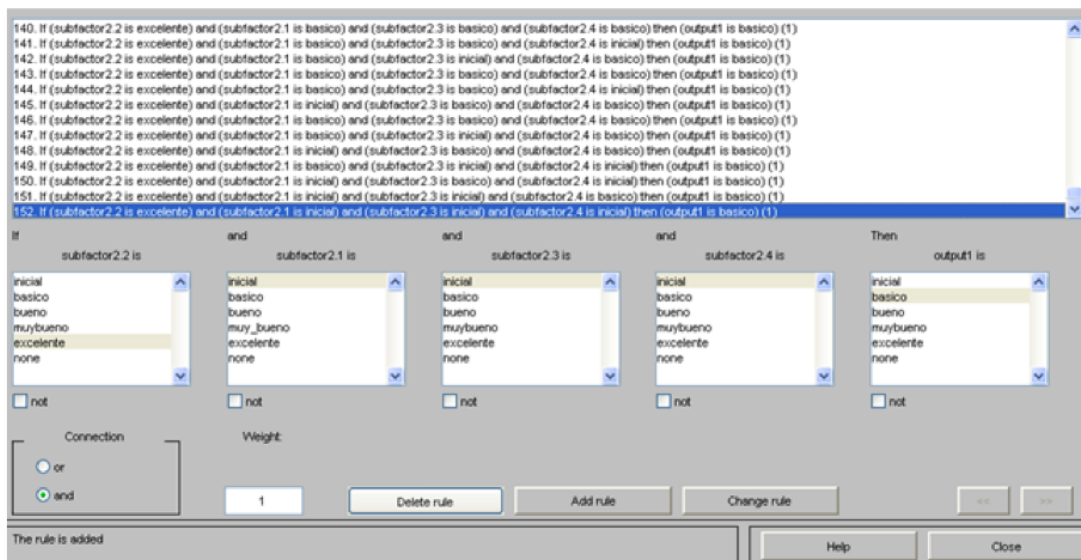 140. If (subfactor2.2 is excelente) and (subfactor2.1 is basico) and (subfactor2.3 is basico) and (subfactor2.4 is basico) then (output1 is basico) (1)
141. If (subfactor2.2 is excelente) and (subfactor2.1 is basico) and (subfactor2.3 is basico) and (subfactor2.4 is inicial) then (output1 is basico) (1)
142. If (subfactor2.2 is excelente) and (subfactor2.1 is basico) and (subfactor2.3 is inicial) and (subfactor2.4 is basico) then (output1 is basico) (1)
143. If (subfactor2.2 is excelente) and (subfactor2.1 is basico) and (subfactor2.3 is basico) and (subfactor2.4 is basico) then (output1 is basico) (1)
144. If (subfactor2.2 is excelente) and (subfactor2.1 is basico) and (subfactor2.3 is basico) and (subfactor2.4 is inicial) then (output1 is basico) (1)
145. If (subfactor2.2 is excelente) and (subfactor2.1 is inicial) and (subfactor2.3 is basico) and (subfactor2.4 is basico) then (output1 is basico) (1)
146. If (subfactor2.2 is excelente) and (subfactor2.1 is basico) and (subfactor2.3 is basico) and (subfactor2.4 is basico) then (output1 is basico) (1)
147. If (subfactor2.2 is excelente) and (subfactor2.1 is basico) and (subfactor2.3 is inicial) and (subfactor2.4 is basico) then (output1 is basico) (1)
148. If (subfactor2.2 is excelente) and (subfactor2.1 is inicial) and (subfactor2.3 is basico) and (subfactor2.4 is basico) then (output1 is basico) (1)
149. If (subfactor2.2 is excelente) and (subfactor2.1 is basico) and (subfactor2.3 is inicial) and (subfactor2.4 is inicial) then (output1 is basico) (1)
150. If (subfactor2.2 is excelente) and (subfactor2.1 is inicial) and (subfactor2.3 is basico) and (subfactor2.4 is inicial) then (output1 is basico) (1)
151. If (subfactor2.2 is excelente) and (subfactor2.1 is inicial) and (subfactor2.3 is inicial) and (subfactor2.4 is basico) then (output1 is basico) (1)
152. If (subfactor2.2 is excelente) and (subfactor2.1 is inicial) and (subfactor2.3 is inicial) and (subfactor2.4 is inicial) then (output1 is basico) (1)
If and and and Then
subfactor2.2 is subfactor2.1 is subfactor2.3 is subfactor2.4 is output1 is
inicial inicial inicial inicial inicial
basico basico basico basico basico
bueno bueno bueno bueno bueno
muybueno muy_bueno muybueno muybueno muybueno
excelente excelente excelente excelente excelente
none none none none none
not not not not not
Connection Weight:
or
and 1 Delete rule Add rule Change rule << >>
The rule is added Help Close